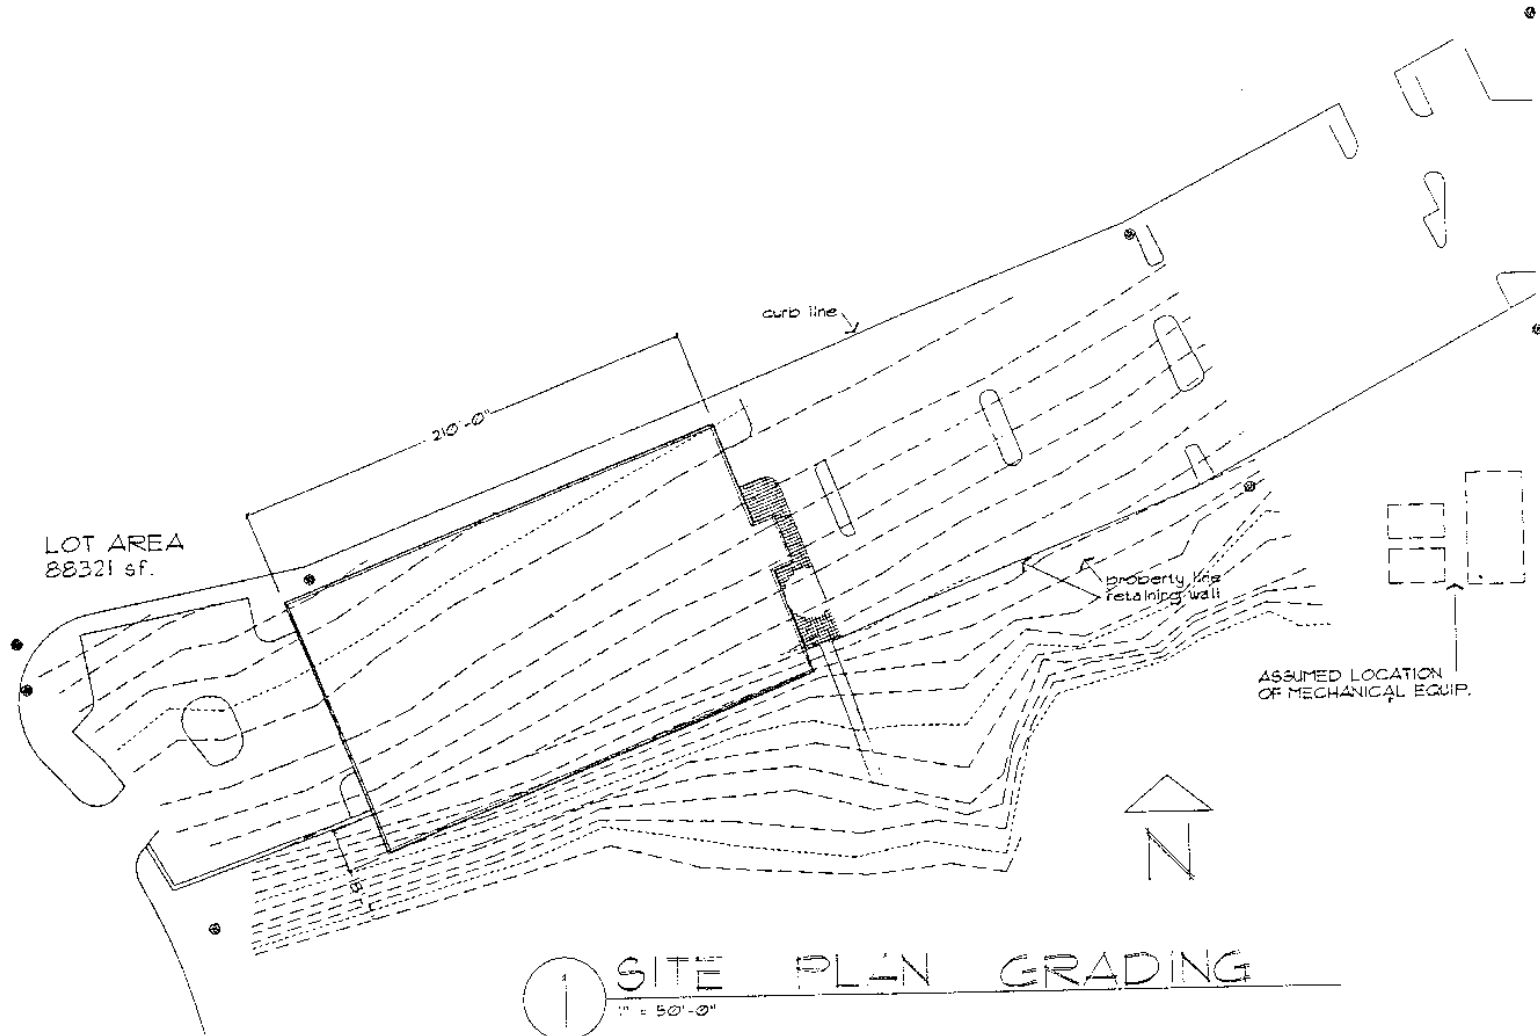 curb line
210'-0"
LOT AREA
88321 sf.
property line
retaining wall
ASSUMED LOCATION
OF MECHANICAL EQUIP.
N
1 SITE PLAN GRADING
1" = 50'-0"